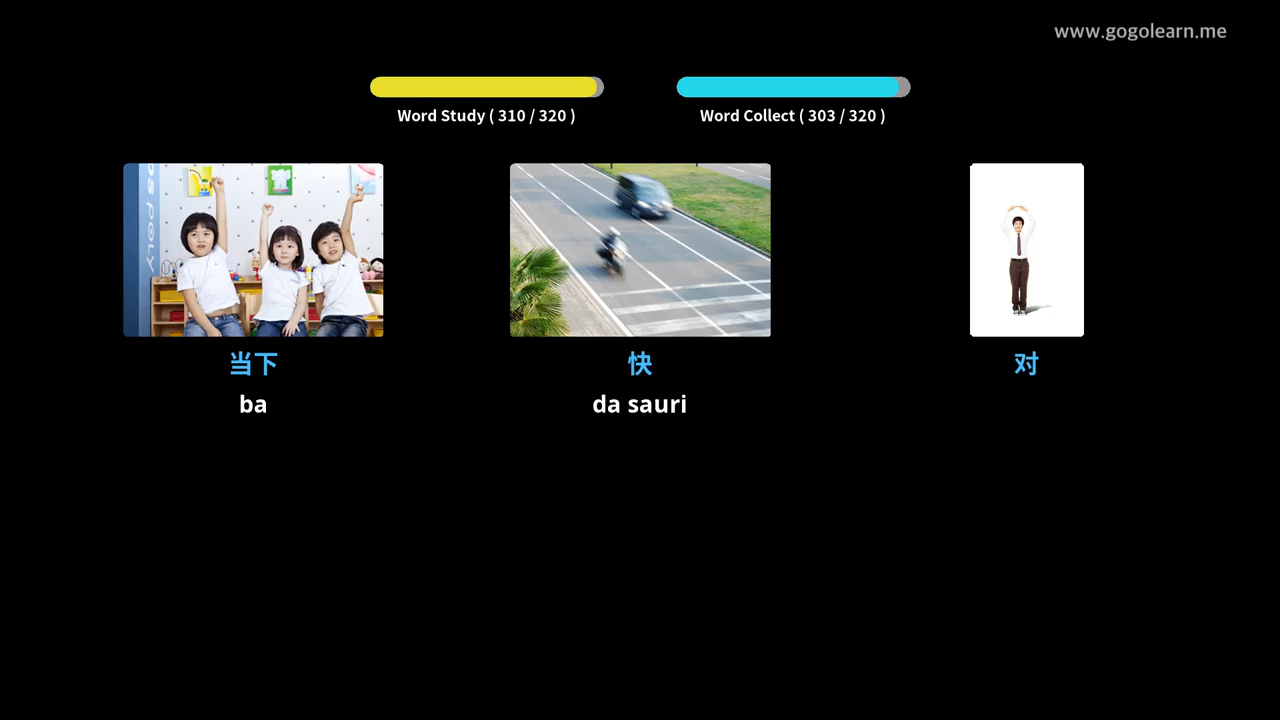 www.gogolearn.me
Word Study ( 310 / 320 )
Word Collect ( 303 / 320 )
当下
快
对
ba
da sauri